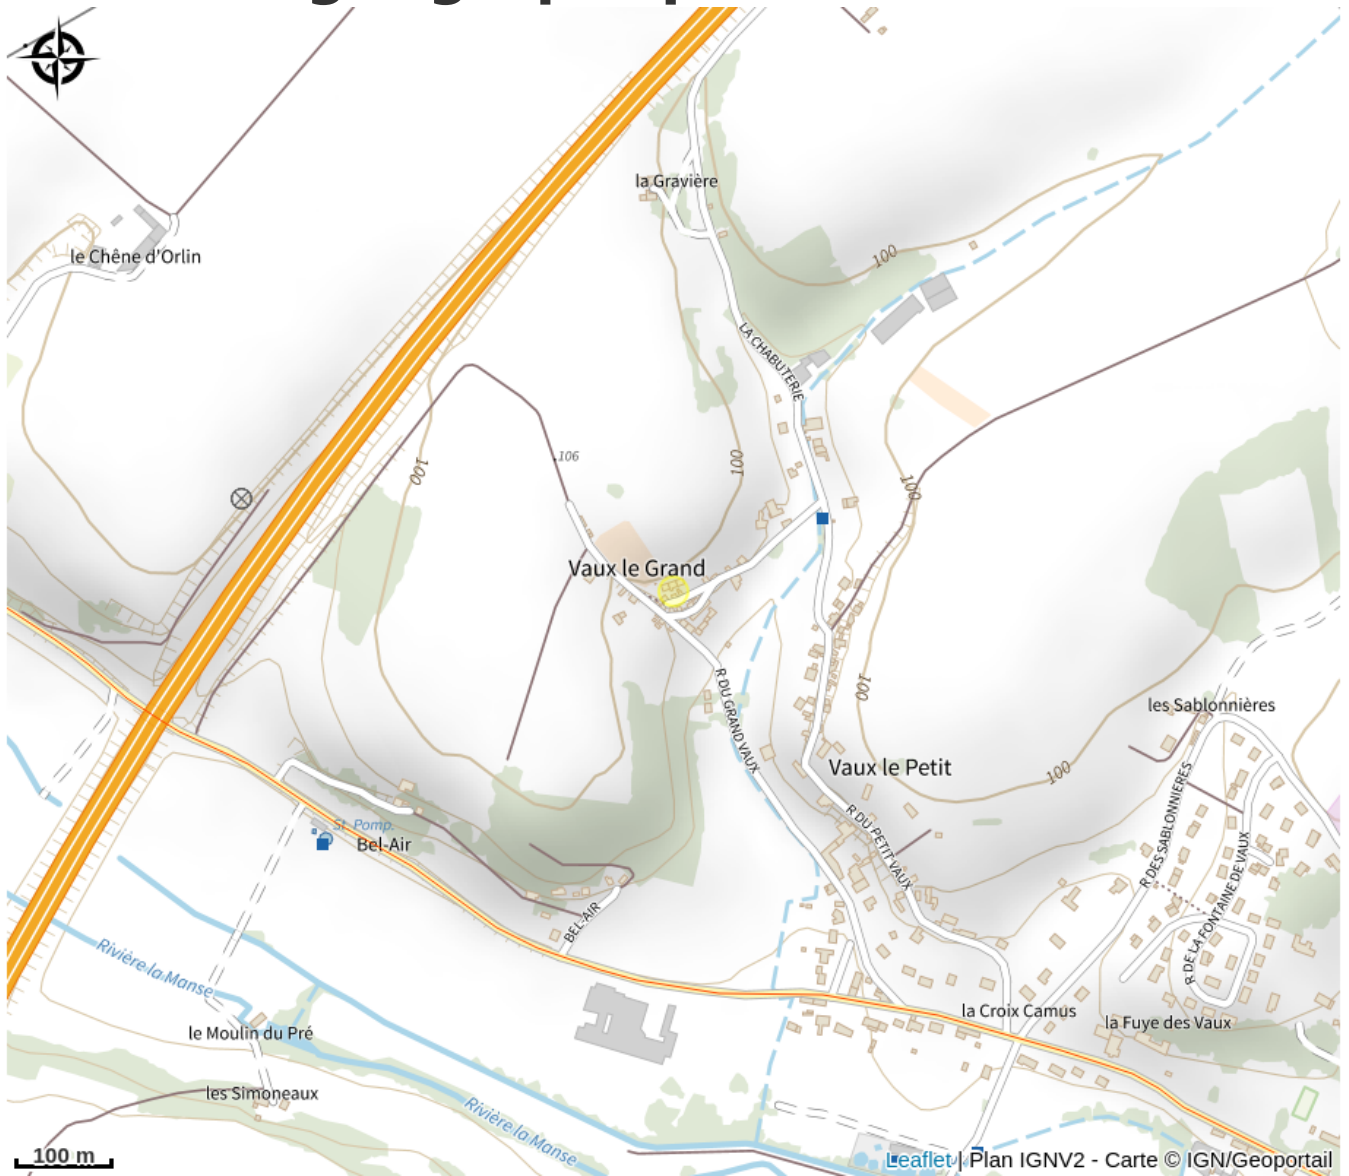 la Gravière
le Chêne d'Orlin
100
LA CHABUTERIE
106
100
100
100
Vaux le Grand
R DU GRAND VAUX
100
les Sablonnières
Vaux le Petit
100
R DES SABLONNIERES
R DU PETIT VAUX
St. Pomp.
Bel-Air
R DE LA FONTAINE DE VAUX
BEL-AIR
Rivière la Manse
la Croix Camus
la Fuye des Vaux
le Moulin du Pré
les Simoneaux
Rivière la Manse
100 m
Leaflet | Plan IGNV2 - Carte © IGN/Geoportail